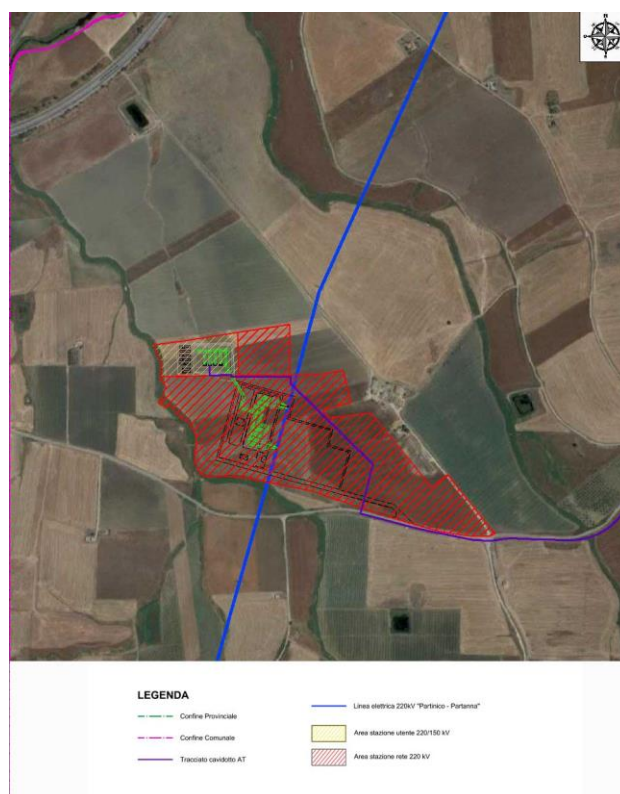 LEGENDA
Confine Provinciale
Confine Comunale
Tracciato cavidotto AT
Linea elettrica 220kV "Partinico - Partanna"
Area stazione utente 220/150 kV
Area stazione rete 220 kV